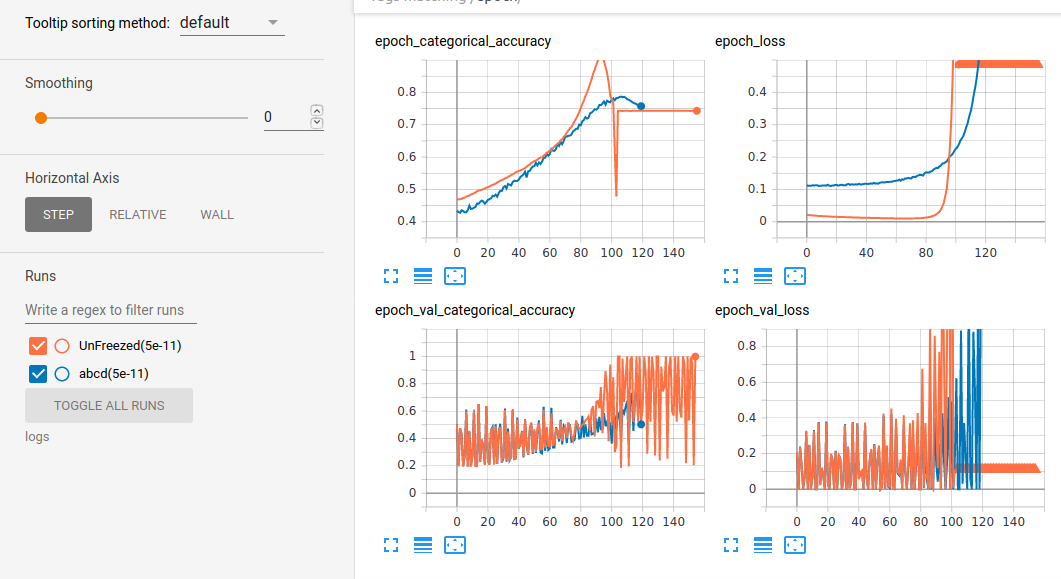 Tooltip sorting method: default
Smoothing
0
Horizontal Axis
STEP RELATIVE WALL
Runs
Write a regex to filter runs
UnFreezed(5e-11)
abcd(5e-11)
TOGGLE ALL RUNS
logs
epoch_categorical_accuracy
0.8
0.7
0.6
0.5
0.4
0 20 40 60 80 100 120 140
epoch_loss
0.4
0.3
0.2
0.1
0
0 40 80 120
epoch_val_categorical_accuracy
1
0.8
0.6
0.4
0.2
0
0 20 40 60 80 100 120 140
epoch_val_loss
0.8
0.6
0.4
0.2
0
0 20 40 60 80 100 120 140